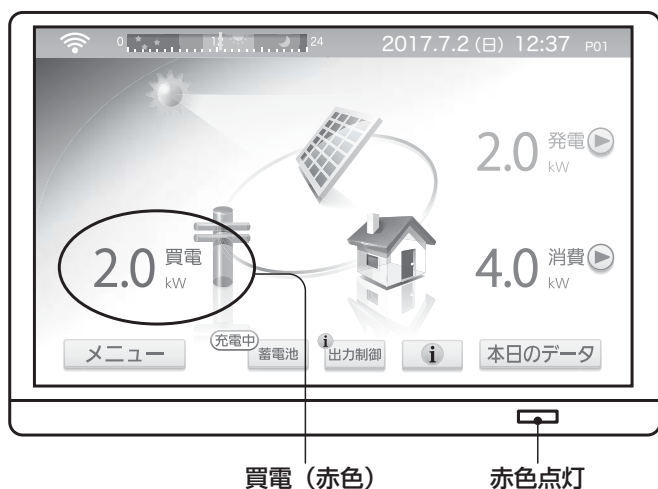 0 12 24 2017.7.2 (日) 12:37 P01
2.0 発電 kW
2.0 買電 kW
4.0 消費 kW
充電中
メニュー 蓄電池 i 出力制御 i 本日のデータ
買電（赤色） 赤色点灯